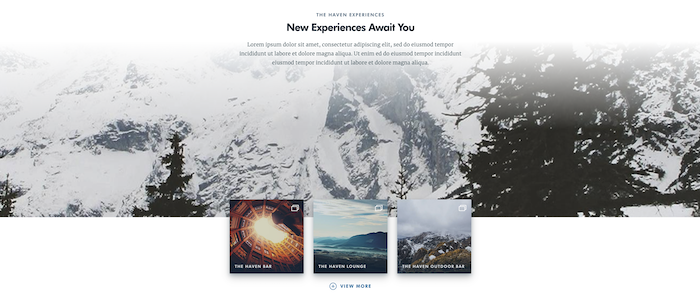 THE HAVEN EXPERIENCES
New Experiences Await You
Lorem ipsum dolor sit amet, consectetur adipiscing elit, sed do eiusmod tempor
incididunt ut labore et dolore magna aliqua. Ut enim ed do eiusmod tempor incididunt ut
eiusmod tempor incididunt ut labore et dolore magna aliqua.
THE HAVEN BAR
THE HAVEN LOUNGE
THE HAVEN OUTDOOR BAR
VIEW MORE